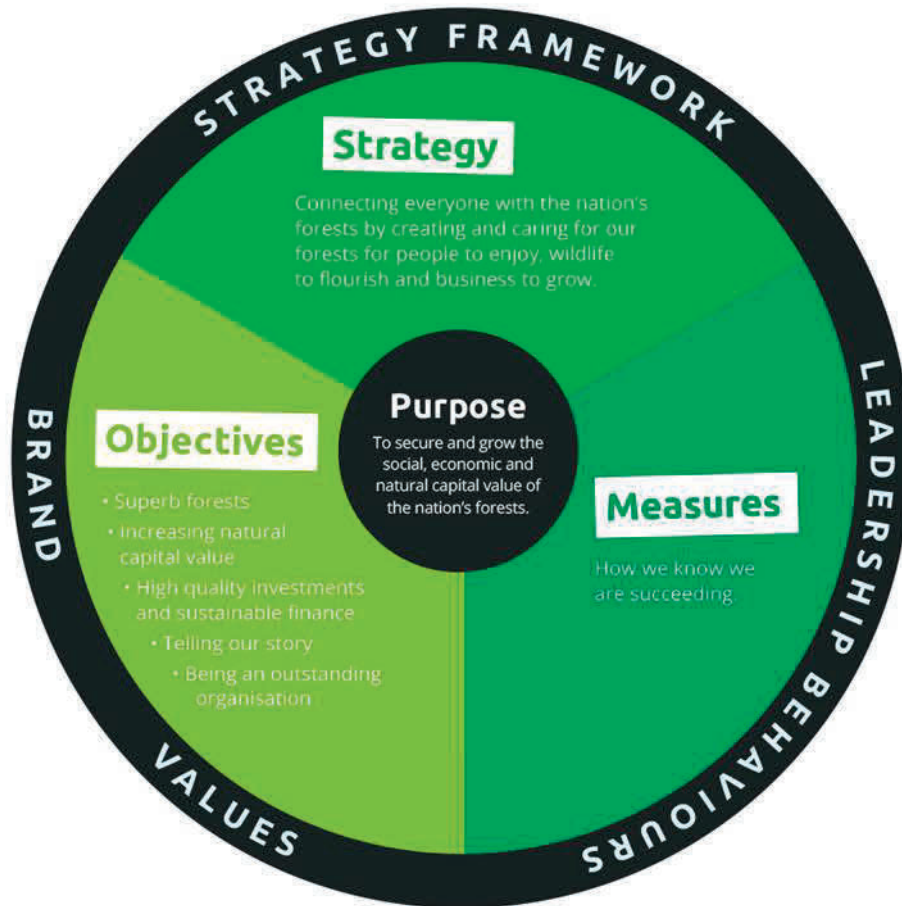 STRATEGY FRAMEWORK
Strategy
Connecting everyone with the nation's
forests by creating and caring for our
forests for people to enjoy, wildlife
to flourish and business to grow.
Purpose
To secure and grow the
social, economic and
natural capital value of
the nation's forests.
Objectives
• Superb forests
• Increasing natural
capital value
• High quality investments
and sustainable finance
• Telling our story
• Being an outstanding
organisation
Measures
How we know we
are succeeding.
BRAND
VALUES
LEADERSHIP BEHAVIOURS